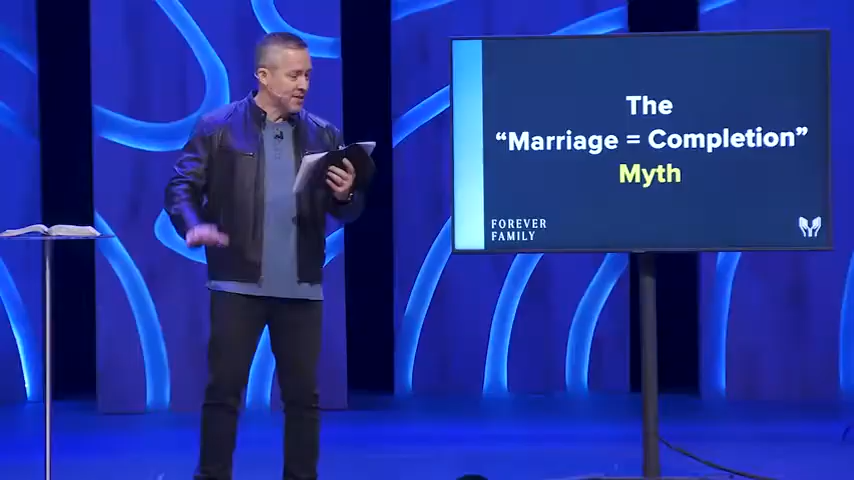 The
“Marriage = Completion”
Myth
FOREVER
FAMILY